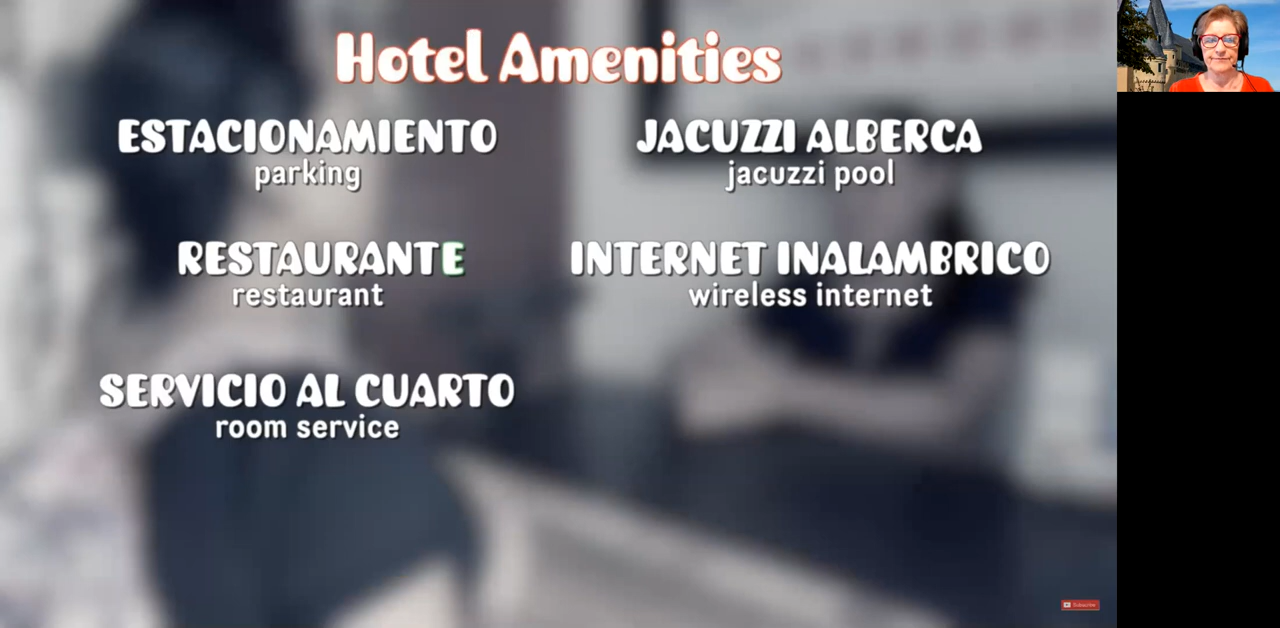 Hotel Amenities
ESTACIONAMIENTO
parking
JACUZZI ALBERCA
jacuzzi pool
RESTAURANTE
restaurant
INTERNET INALAMBRICO
wireless internet
SERVICIO AL CUARTO
room service
Subscribe